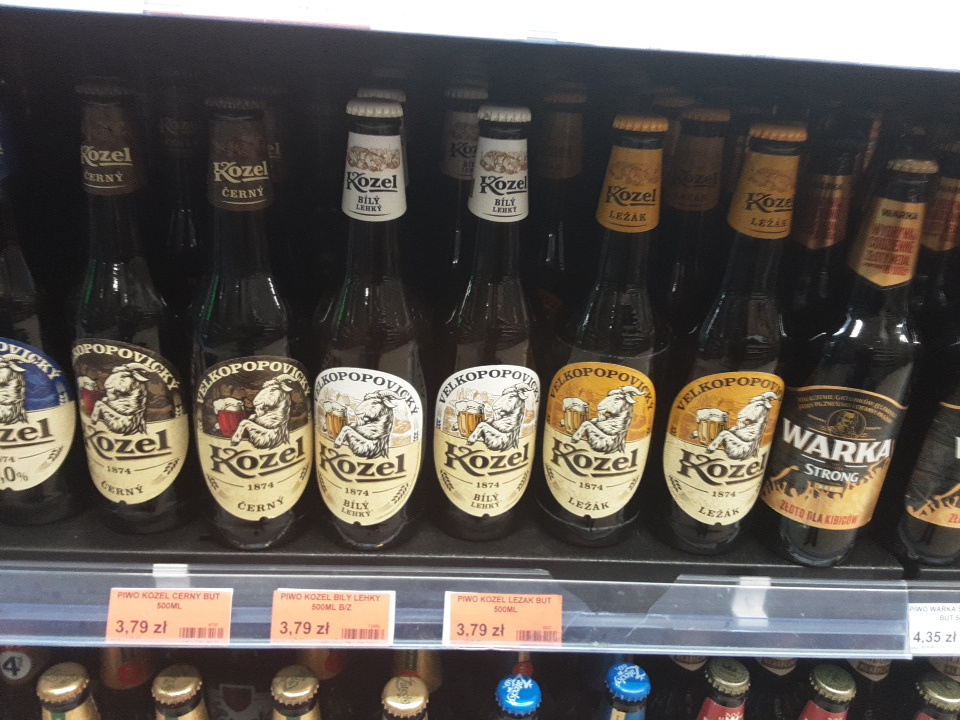 Kozel
ČERNÝ
Kozel
ČERNÝ
Kozel
BÍLÝ
LEHKÝ
Kozel
BÍLÝ
LEHKÝ
Kozel
LEŽÁK
Kozel
LEŽÁK
WARKA
VELKOPOPOVICKÝ
Kozel
1874
ČERNÝ
VELKOPOPOVICKÝ
Kozel
1874
ČERNÝ
VELKOPOPOVICKÝ
Kozel
1874
BÍLÝ
LEHKÝ
VELKOPOPOVICKÝ
Kozel
1874
BÍLÝ
LEHKÝ
VELKOPOPOVICKÝ
Kozel
1874
LEŽÁK
VELKOPOPOVICKÝ
Kozel
1874
LEŽÁK
WARKA
STRONG
ZŁOTO DLA KIBICÓW
PIWO KOZEL CERNY BUT
500ML
3,79 zł
PIWO KOZEL BILY LEHKY
500ML B/Z
3,79 zł
PIWO KOZEL LEZAK BUT
500ML
3,79 zł
PIWO WARKA
4,35 zł